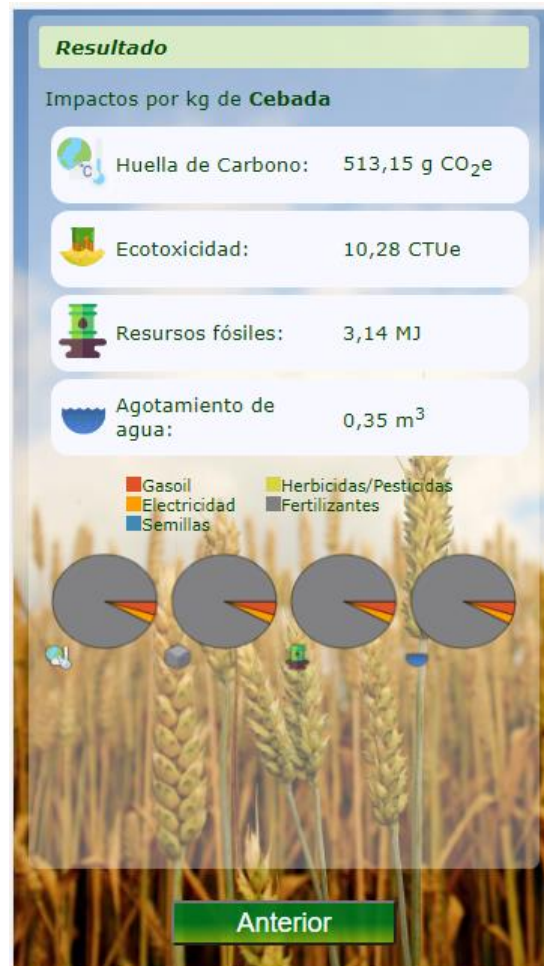 Resultado
Impactos por kg de Cebada
Huella de Carbono: 513,15 g CO₂e
Ecotoxicidad: 10,28 CTUe
Resursos fósiles: 3,14 MJ
Agotamiento de
agua: 0,35 m³
Gasoil Herbicidas/Pesticidas
Electricidad Fertilizantes
Semillas
Anterior